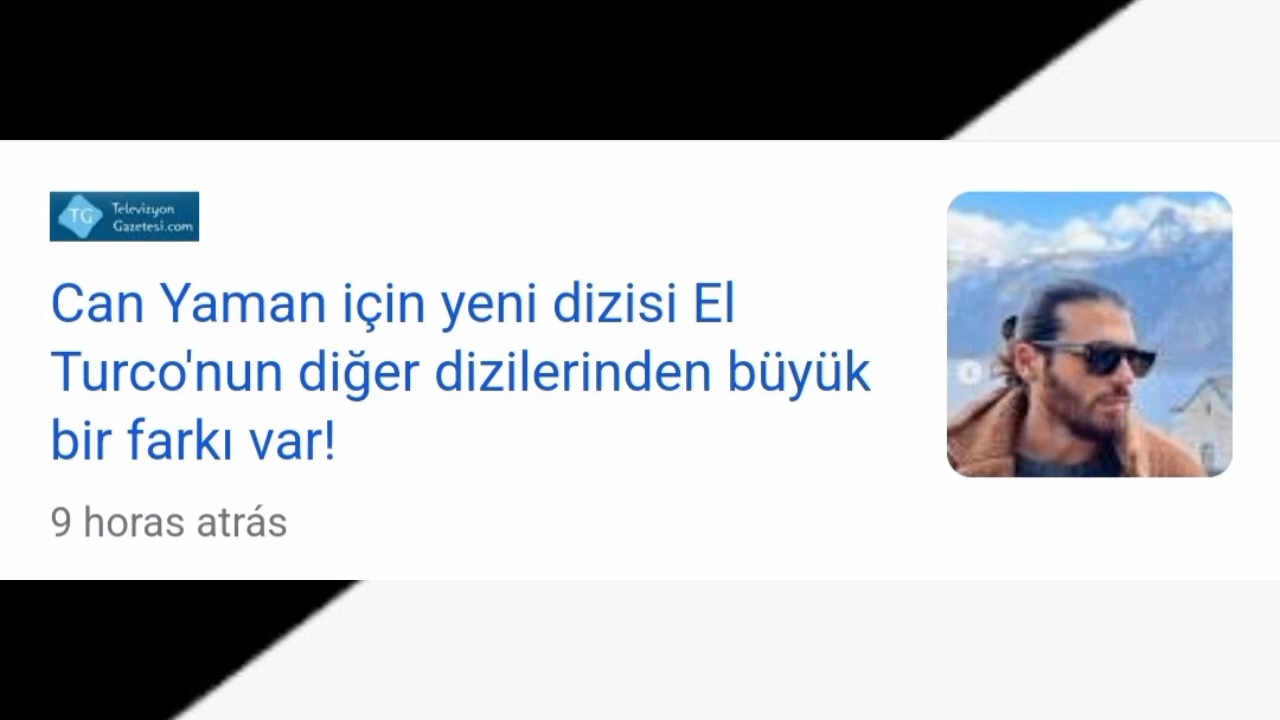 TG
Televizyon
Gazetesi.com
Can Yaman için yeni dizisi El
Turco'nun diğer dizilerinden büyük
bir farkı var!
9 horas atrás